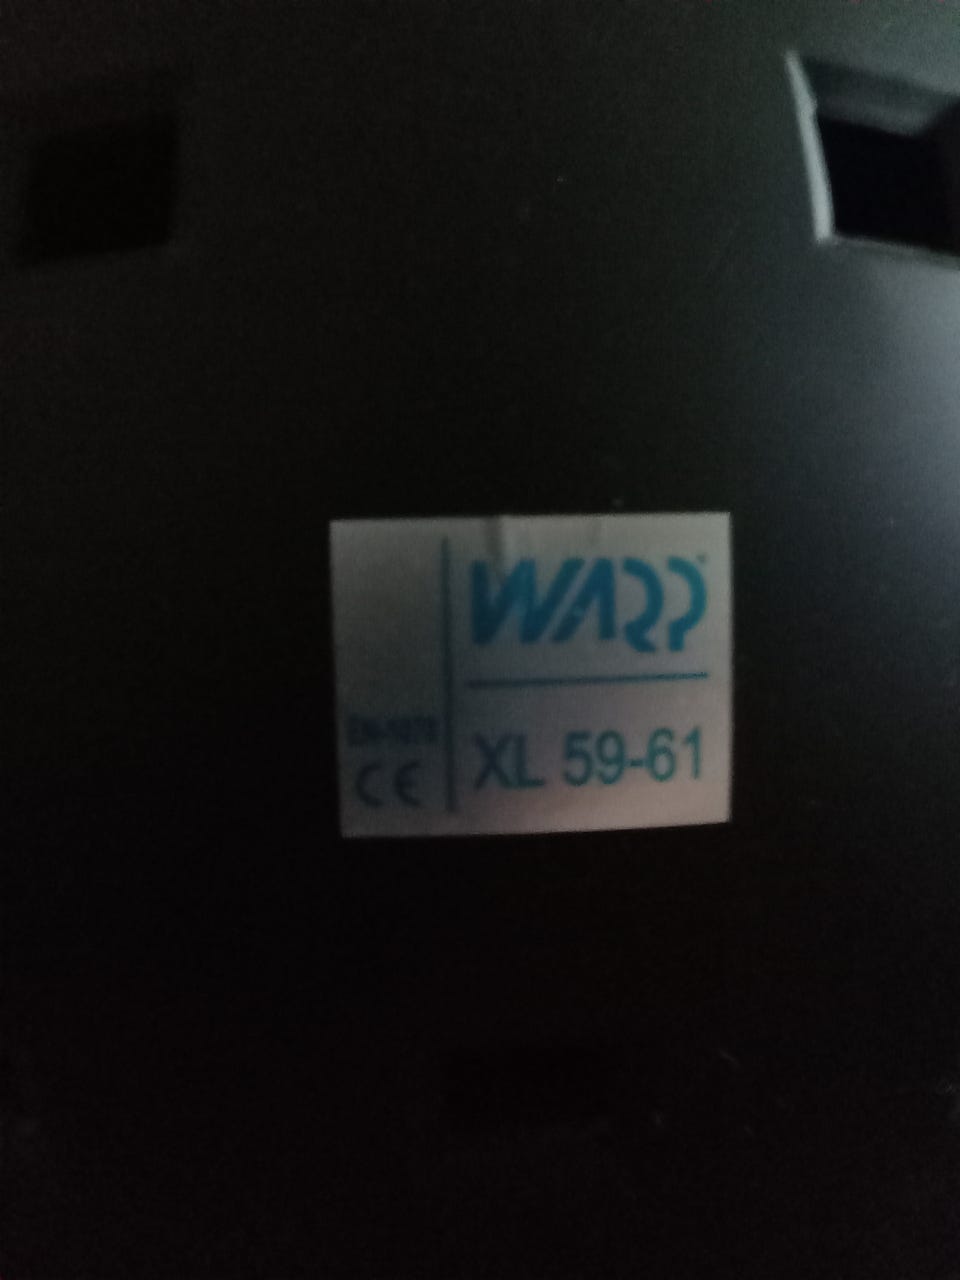 WARP
XL 59-61
EN-1078
CE